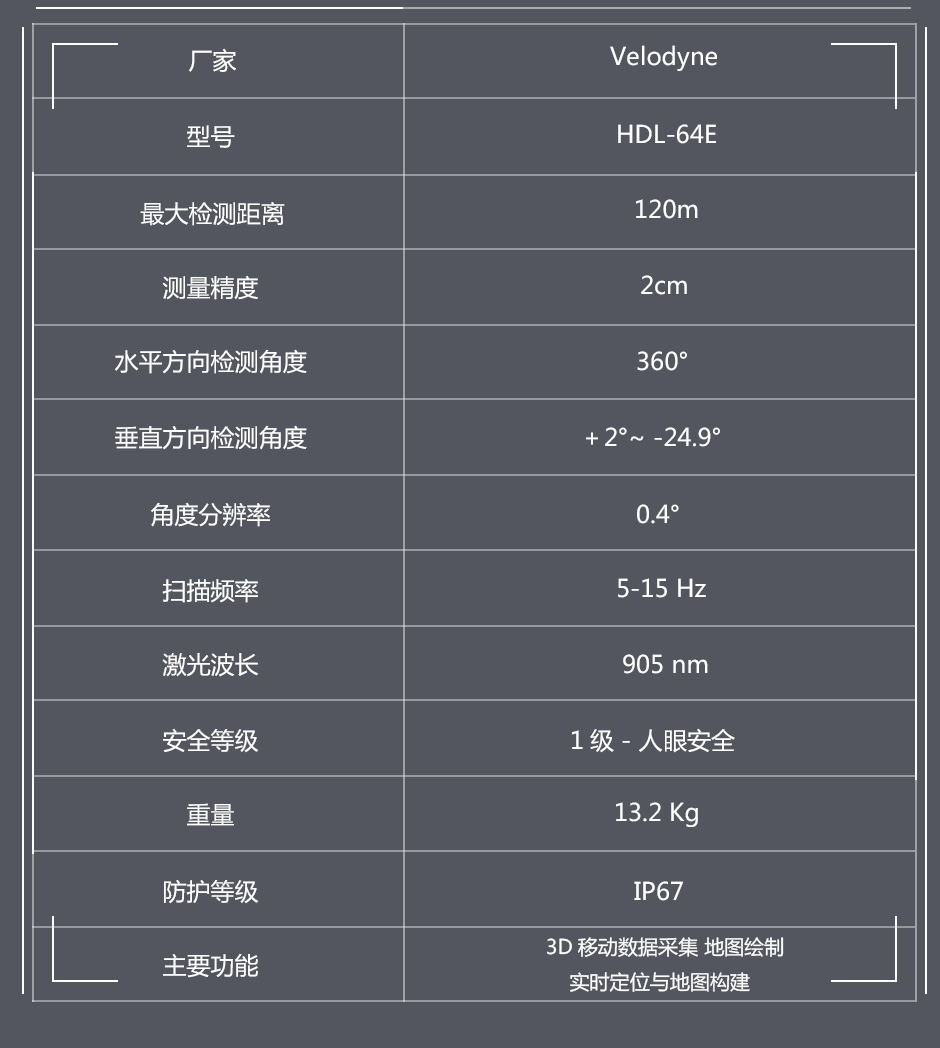 厂家 Velodyne
型号 HDL-64E
最大检测距离 120m
测量精度 2cm
水平方向检测角度 360°
垂直方向检测角度 +2°~ -24.9°
角度分辨率 0.4°
扫描频率 5-15 Hz
激光波长 905 nm
安全等级 1 级 - 人眼安全
重量 13.2 Kg
防护等级 IP67
主要功能 3D 移动数据采集 地图绘制
实时定位与地图构建